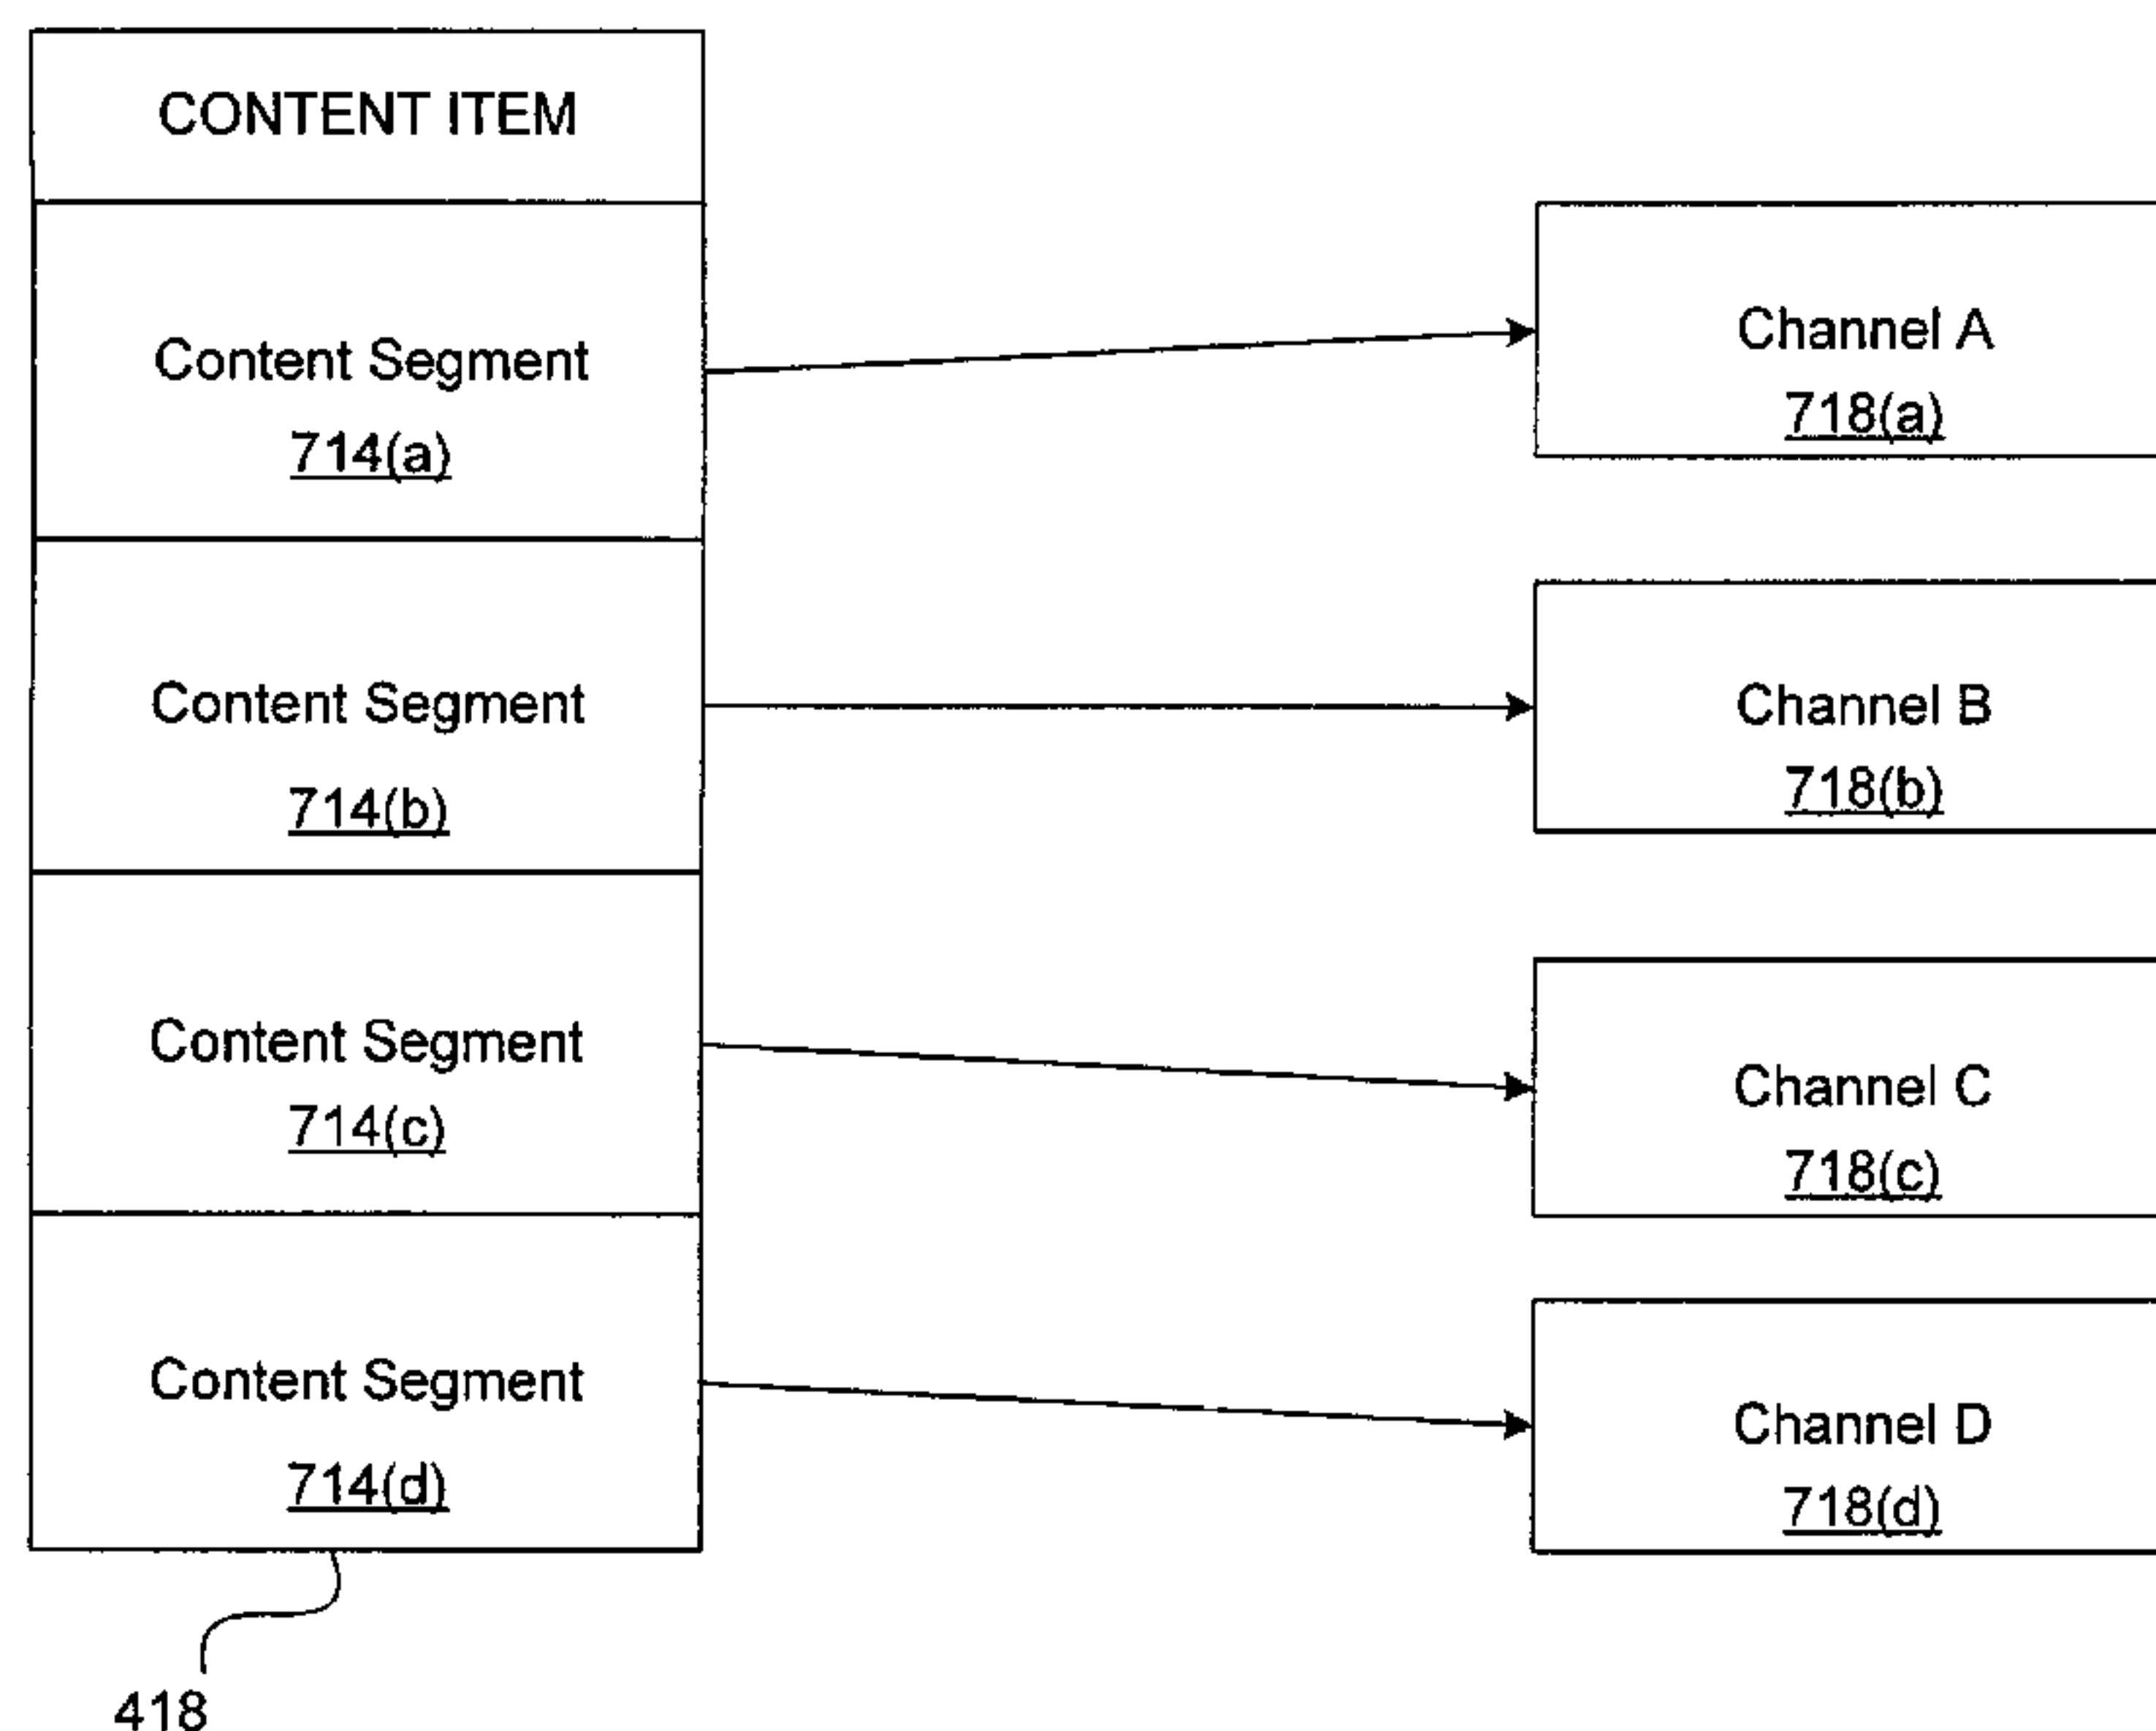 CONTENT ITEM
Content Segment
714(a)
Channel A
718(a)
Content Segment
714(b)
Channel B
718(b)
Content Segment
714(c)
Channel C
718(c)
Content Segment
714(d)
Channel D
718(d)
418